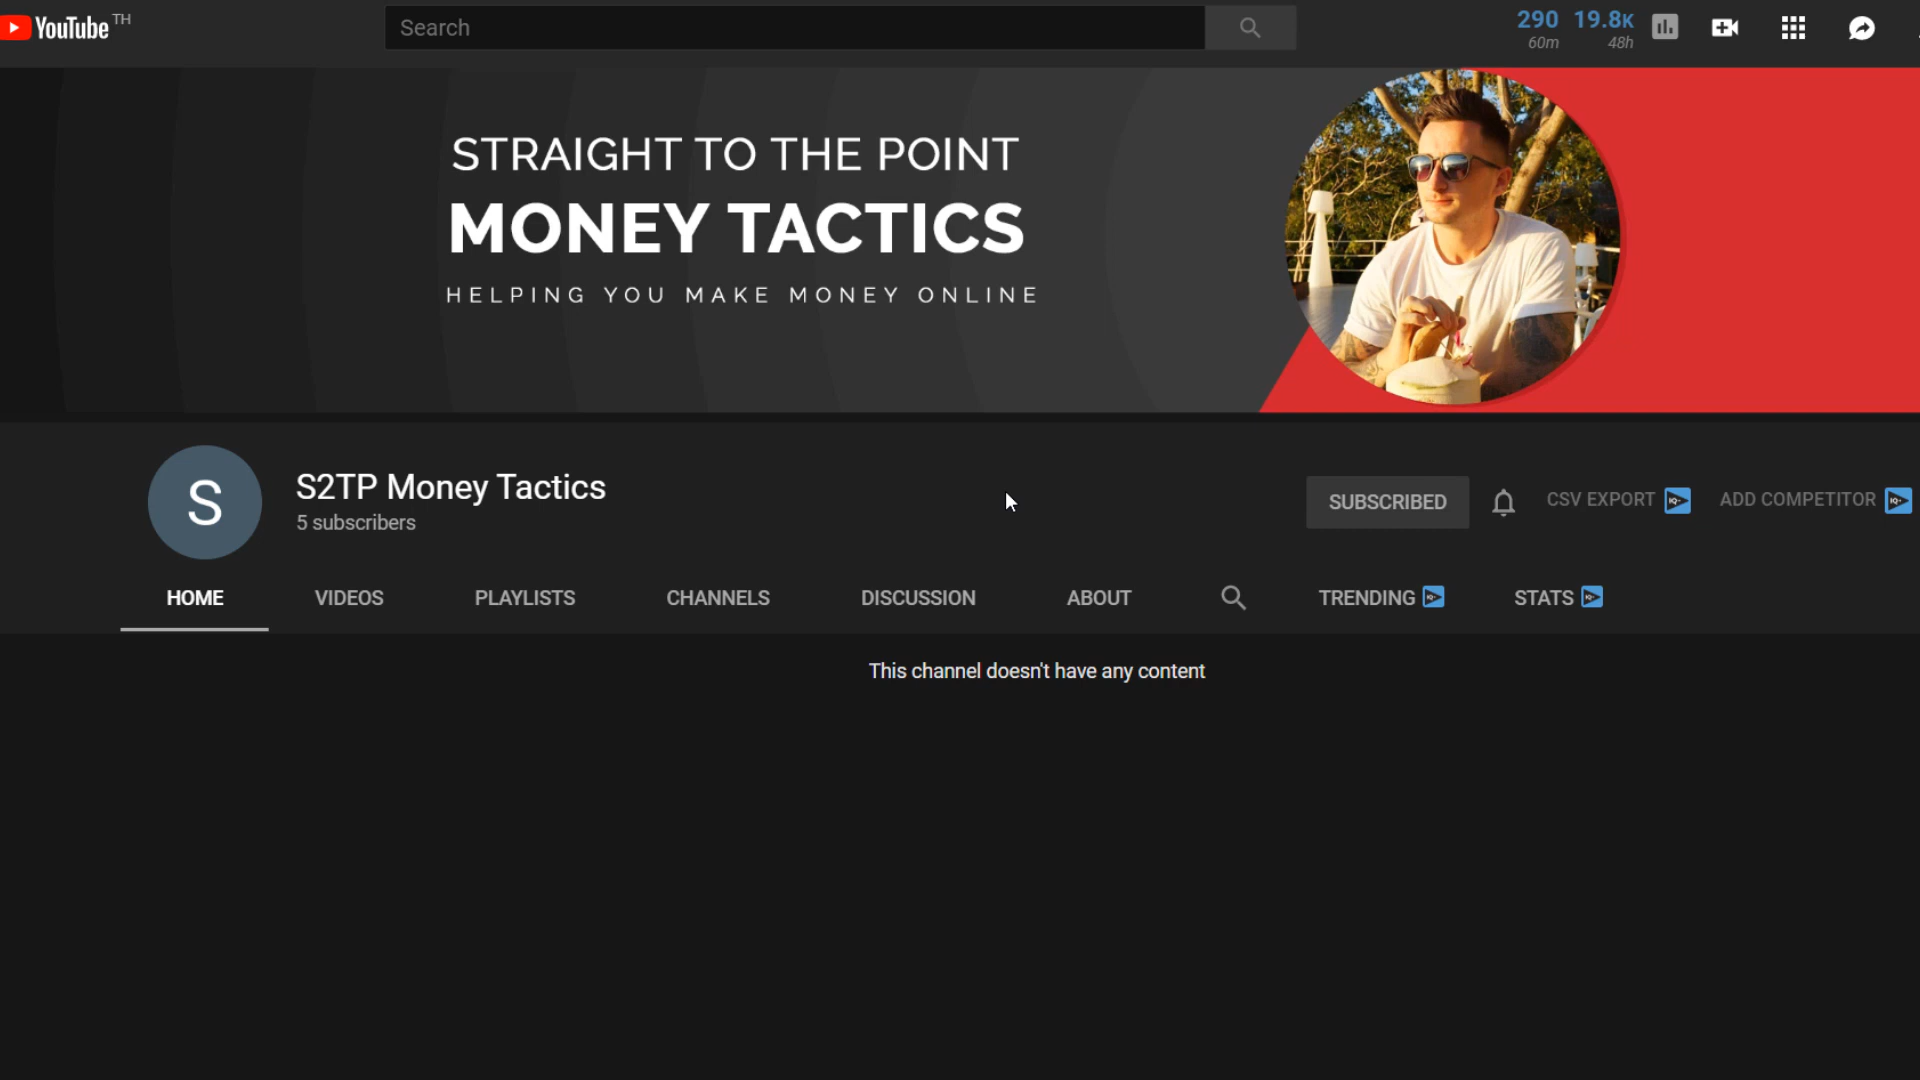 YouTube TH
Search
290 19.8K
60m 48h
STRAIGHT TO THE POINT
MONEY TACTICS
HELPING YOU MAKE MONEY ONLINE
S
S2TP Money Tactics
5 subscribers
SUBSCRIBED
CSV EXPORT
ADD COMPETITOR
HOME VIDEOS PLAYLISTS CHANNELS DISCUSSION ABOUT TRENDING STATS
This channel doesn't have any content